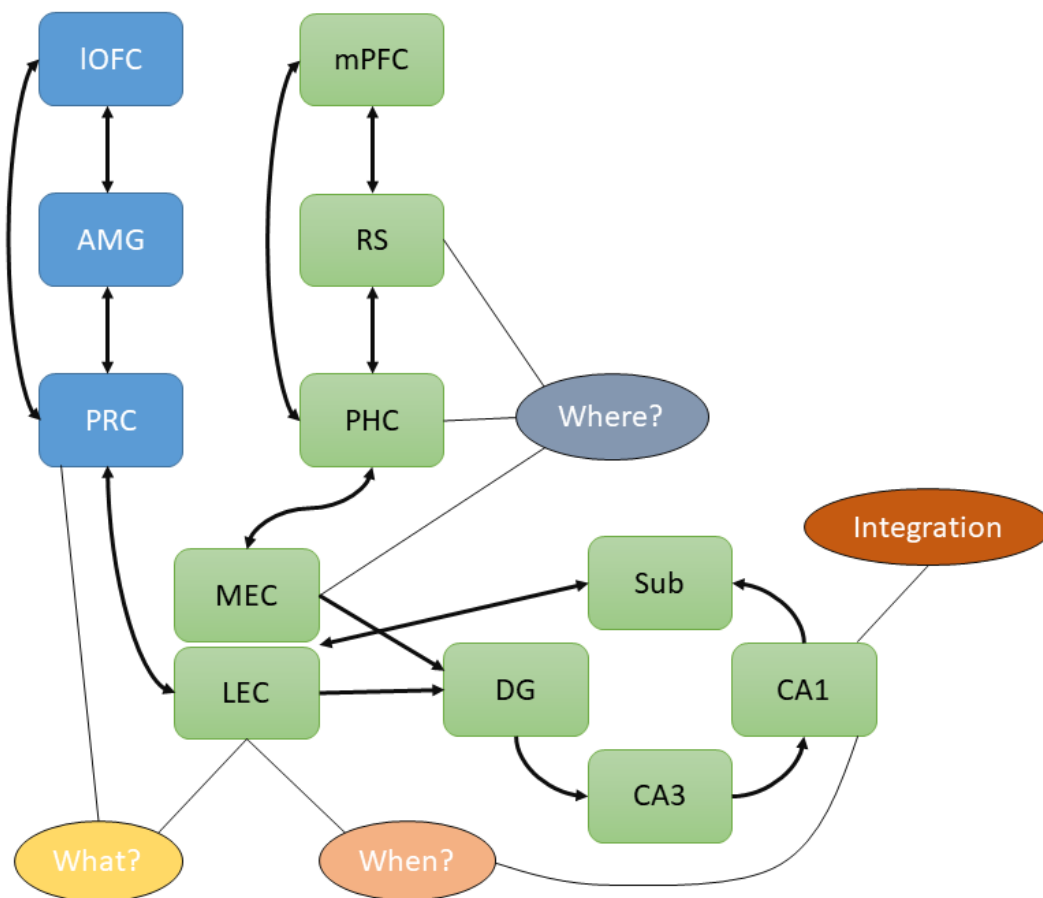 lOFC
mPFC
AMG
RS
PRC
PHC
Where?
Integration
MEC
Sub
LEC
DG
CA1
CA3
What?
When?